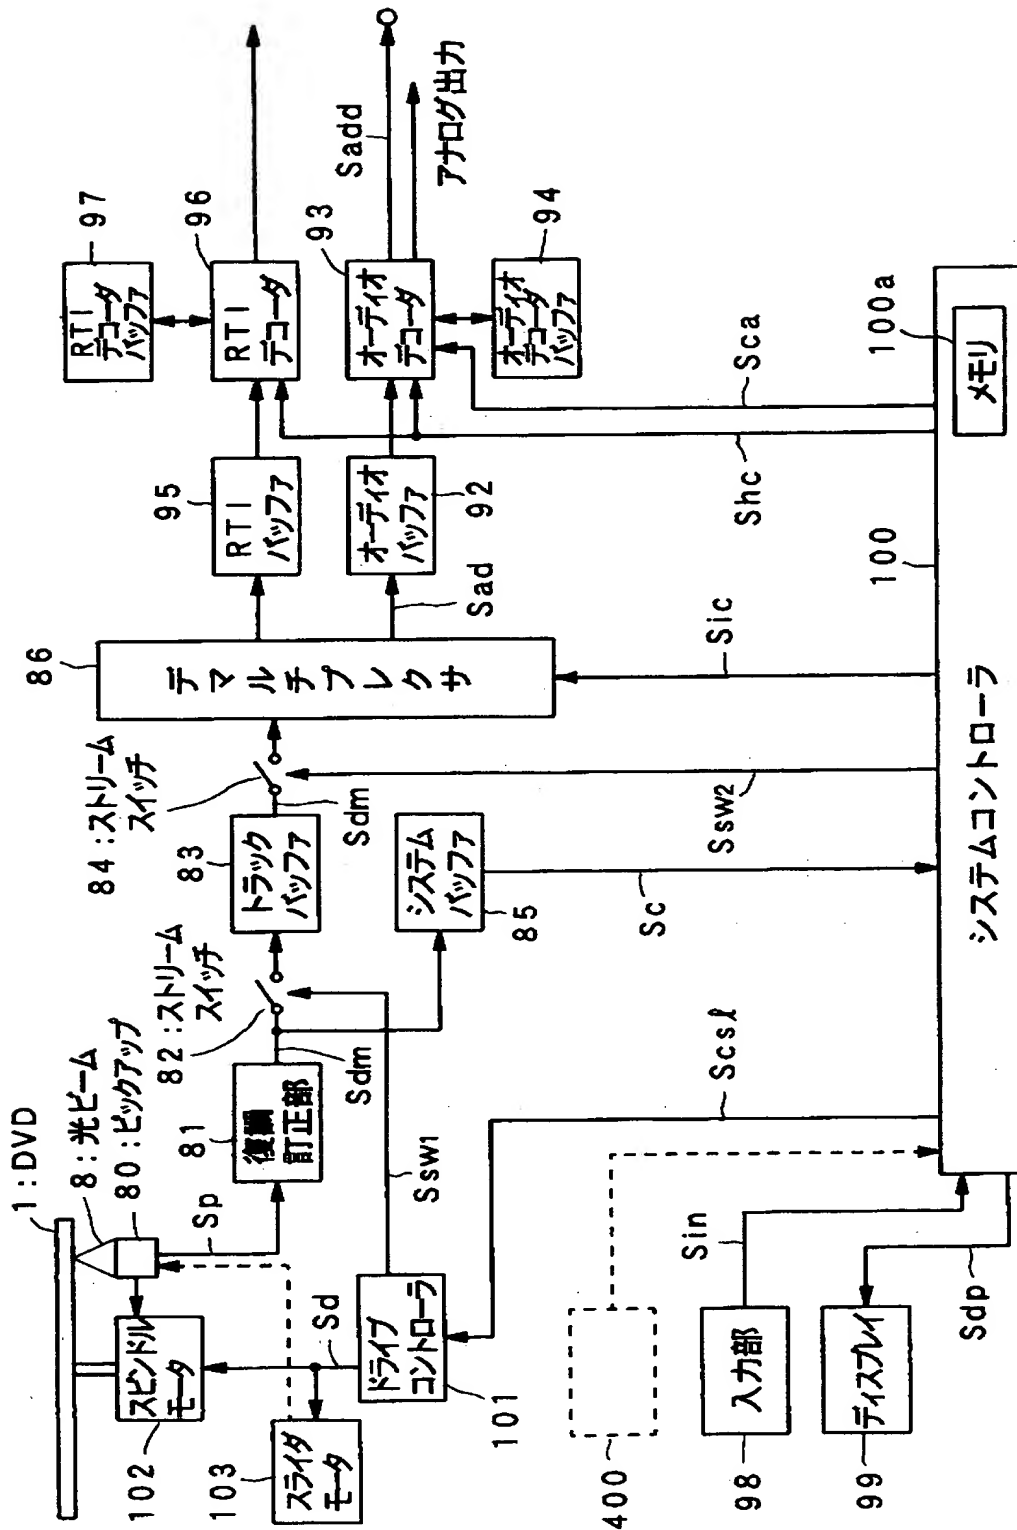 1:DVD
8:光ビーム
80:ピックアップ
スピンドル
モータ
102
スライダ
モータ
103
Sp
Sd
ドライブ
コントローラ
101
Ssw1
81
復調
訂正部
Sdm
82:ストリーム
スイッチ
83
トラック
バッファ
84:ストリーム
スイッチ
Sdm
システム
バッファ
85
86
デマルチプレクサ
Sad
95
RTI
バッファ
オーディオ
バッファ
92
97
RTI
デコーダ
バッファ
96
RTI
デコーダ
93
オーディオ
デコーダ
94
オーディオ
デコーダ
バッファ
Sadd
アナログ出力
Scsl
Sc
Ssw2
Sic
Shc
Sca
400
98
入力部
Sin
99
ディスプレイ
Sdp
100
システムコントローラ
100a
メモリ